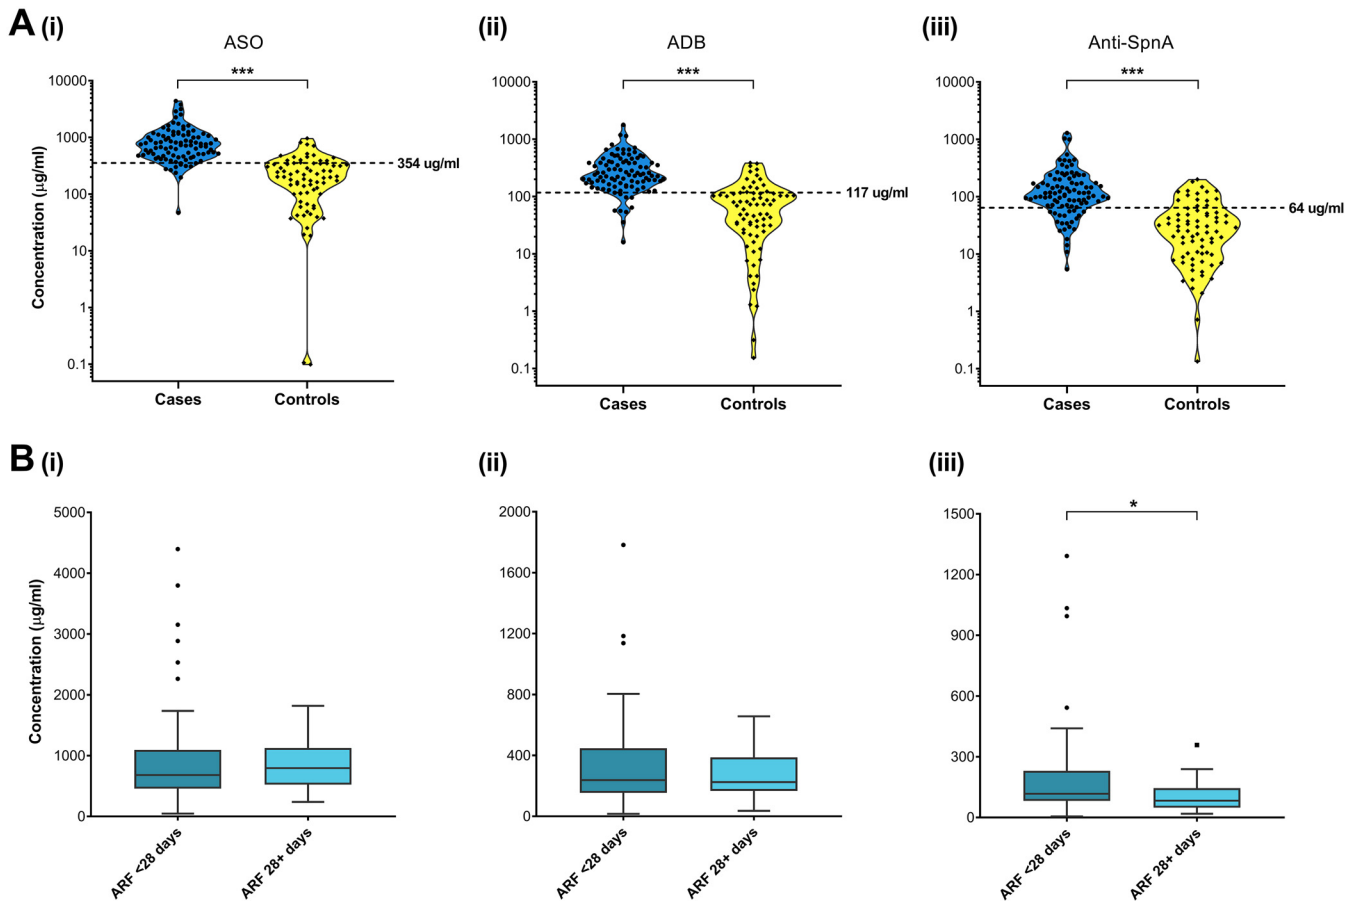 A (i) (ii) (iii)
ASO ADB Anti-SpnA
*** *** ***
Concentration (µg/ml)
10000
1000
100
10
1
0.1
354 ug/ml
Cases Controls
10000
1000
100
10
1
0.1
117 ug/ml
Cases Controls
10000
1000
100
10
1
0.1
64 ug/ml
Cases Controls
B (i) (ii) (iii)
Concentration (µg/ml)
5000
4000
3000
2000
1000
0
ARF <28 days
ARF 28+ days
2000
1600
1200
800
400
0
ARF <28 days
ARF 28+ days
*
1500
1200
900
600
300
0
ARF <28 days
ARF 28+ days